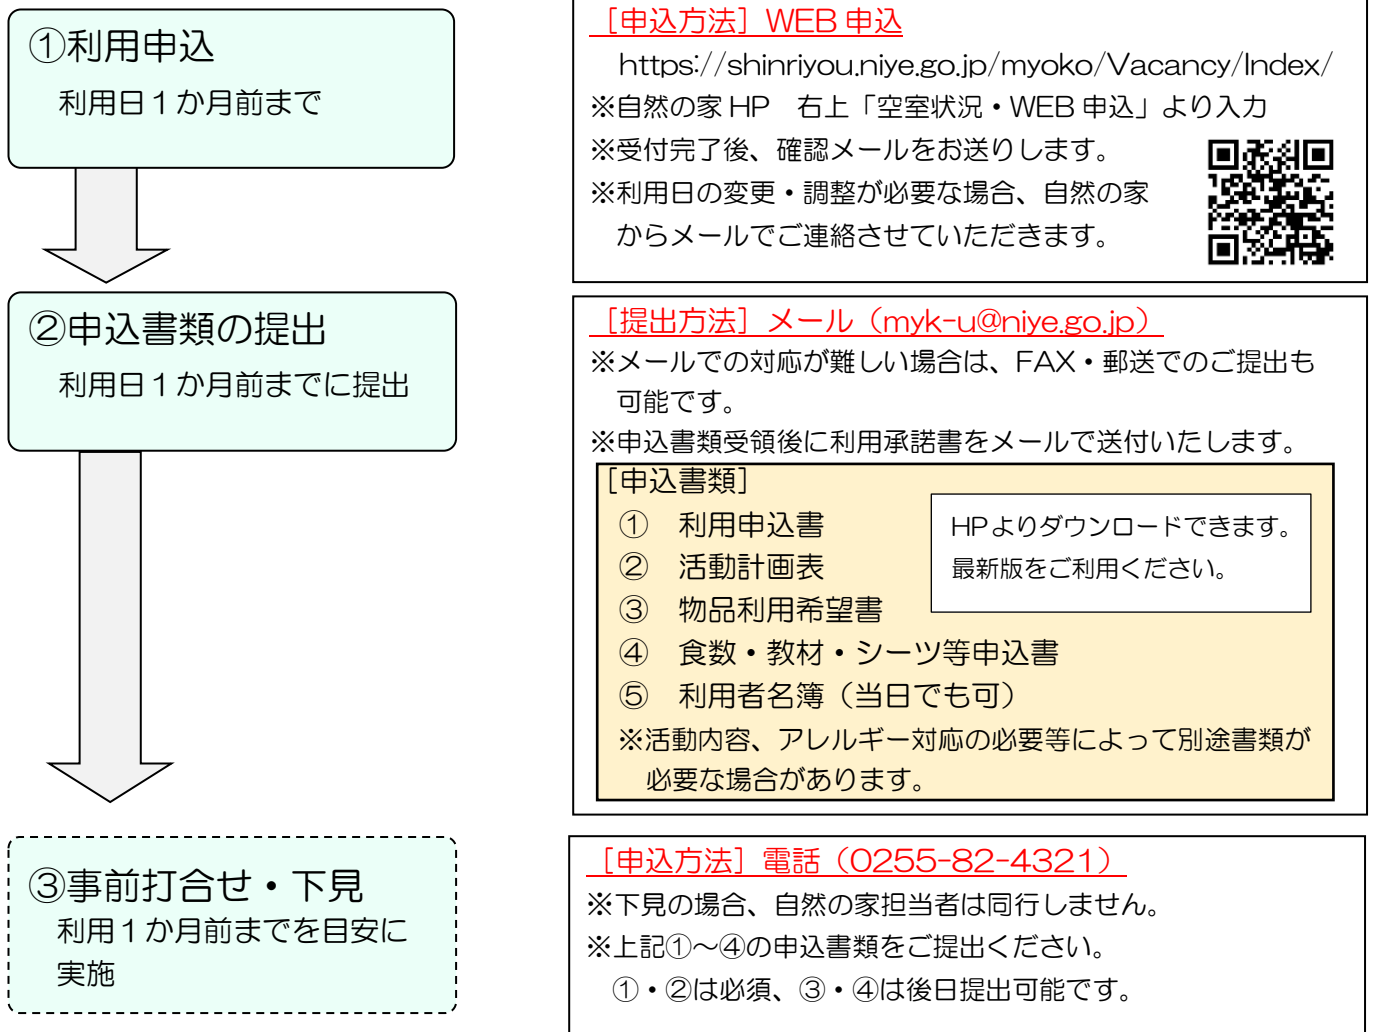 ①利用申込
利用日１か月前まで
［申込方法］WEB 申込
https://shinriyou.niye.go.jp/myoko/Vacancy/Index/
※自然の家 HP　右上「空室状況・WEB 申込」より入力
※受付完了後、確認メールをお送りします。
※利用日の変更・調整が必要な場合、自然の家
からメールでご連絡させていただきます。
②申込書類の提出
利用日１か月前までに提出
［提出方法］メール（myk-u@niye.go.jp）
※メールでの対応が難しい場合は、FAX・郵送でのご提出も
可能です。
※申込書類受領後に利用承諾書をメールで送付いたします。
［申込書類］
①　利用申込書
②　活動計画表
③　物品利用希望書
④　食数・教材・シーツ等申込書
⑤　利用者名簿（当日でも可）
※活動内容、アレルギー対応の必要等によって別途書類が
必要な場合があります。
HPよりダウンロードできます。
最新版をご利用ください。
③事前打合せ・下見
利用１か月前までを目安に
実施
［申込方法］電話（0255-82-4321）
※下見の場合、自然の家担当者は同行しません。
※上記①～④の申込書類をご提出ください。
①・②は必須、③・④は後日提出可能です。